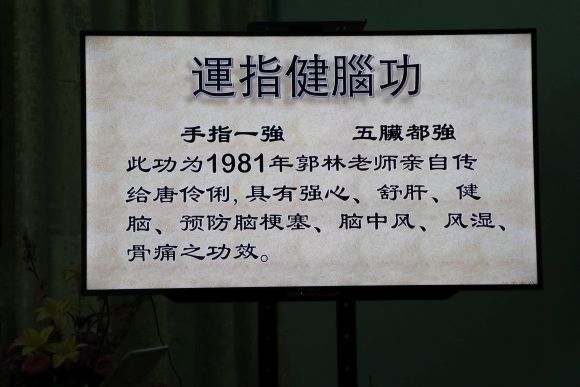 運指健腦功
手指一強 五臟都強
此功为1981年郭林老师亲自传
给唐伶俐,具有强心、舒肝、健
脑、预防脑梗塞、脑中风、风湿、
骨痛之功效。